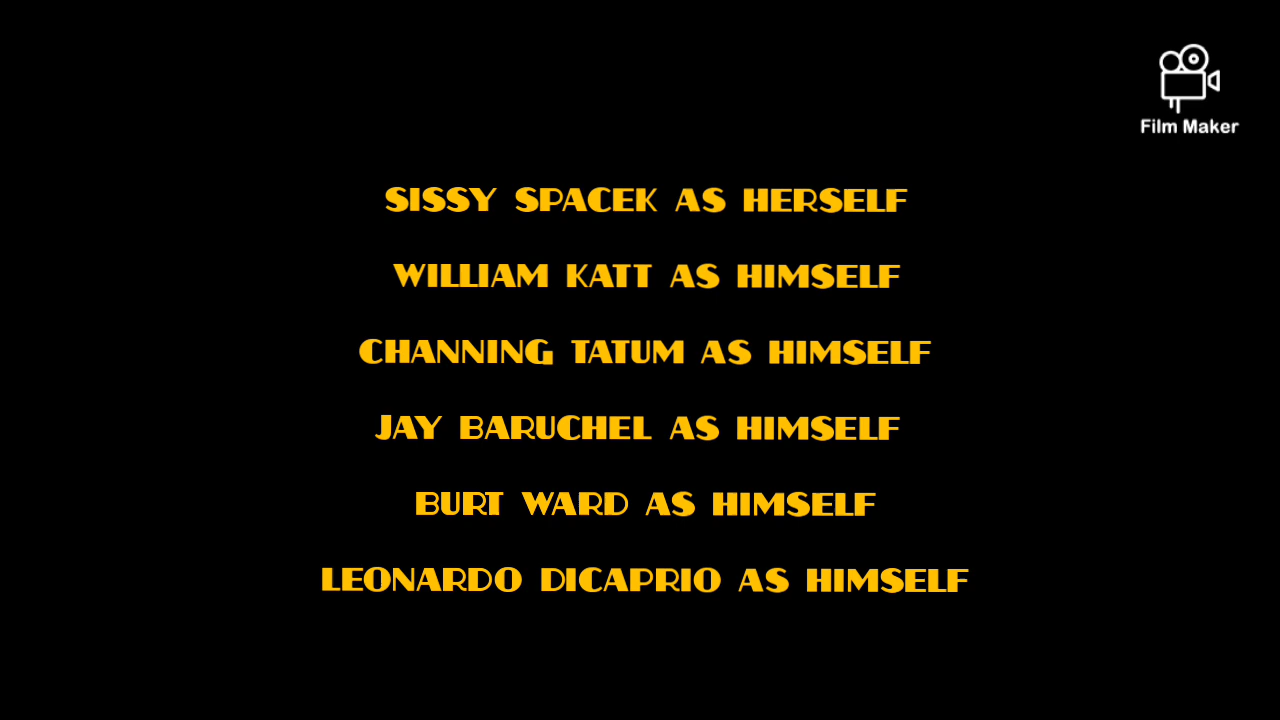 Film Maker
SISSY SPACEK AS HERSELF
WILLIAM KATT AS HIMSELF
CHANNING TATUM AS HIMSELF
JAY BARUCHEL AS HIMSELF
BURT WARD AS HIMSELF
LEONARDO DICAPRIO AS HIMSELF